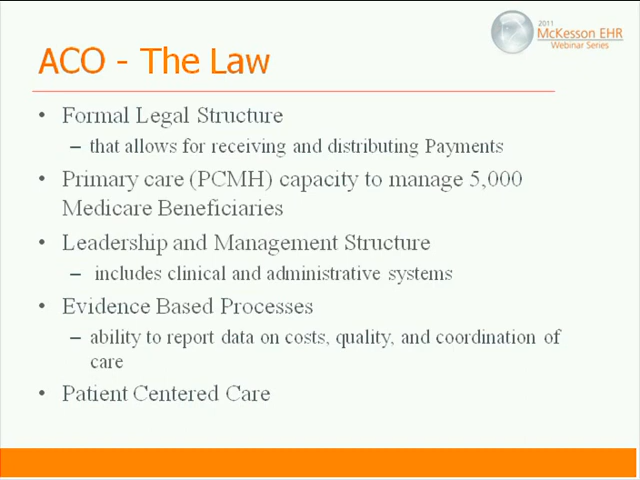 2011
McKesson EHR
Webinar Series
ACO - The Law
• Formal Legal Structure
– that allows for receiving and distributing Payments
• Primary care (PCMH) capacity to manage 5,000
Medicare Beneficiaries
• Leadership and Management Structure
– includes clinical and administrative systems
• Evidence Based Processes
– ability to report data on costs, quality, and coordination of
care
• Patient Centered Care